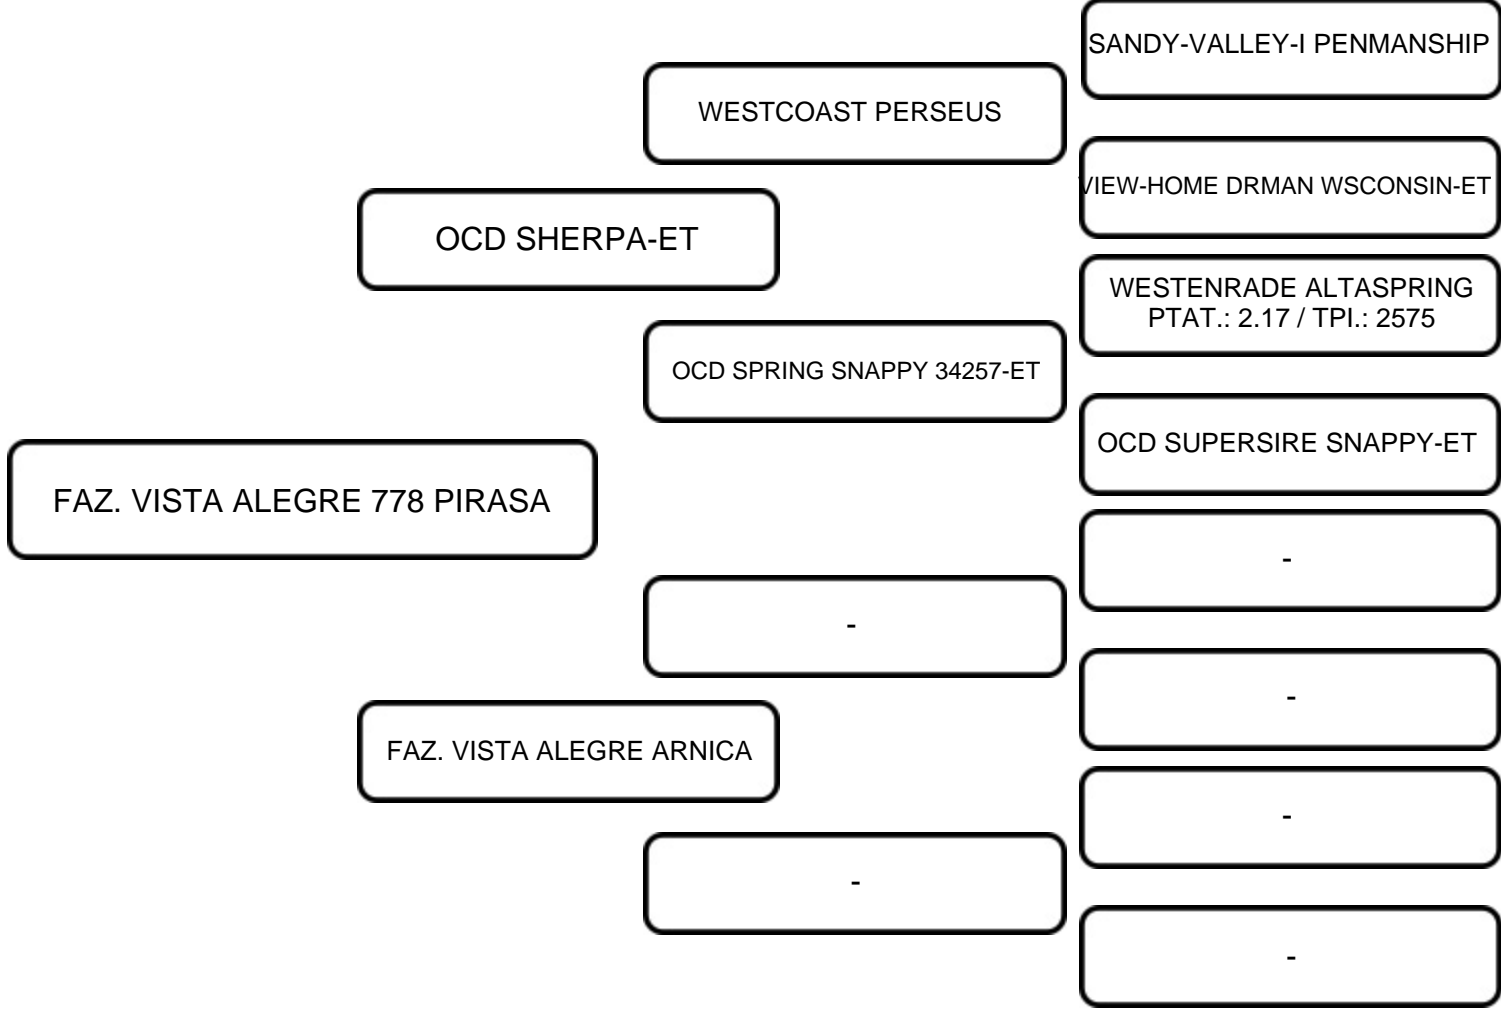 SANDY-VALLEY-I PENMANSHIP
WESTCOAST PERSEUS
VIEW-HOME DRMAN WSCONSIN-ET
OCD SHERPA-ET
WESTENRADE ALTASPRING
PTAT.: 2.17 / TPI.: 2575
OCD SPRING SNAPPY 34257-ET
OCD SUPERSIRE SNAPPY-ET
FAZ. VISTA ALEGRE 778 PIRASA
-
-
-
FAZ. VISTA ALEGRE ARNICA
-
-
-